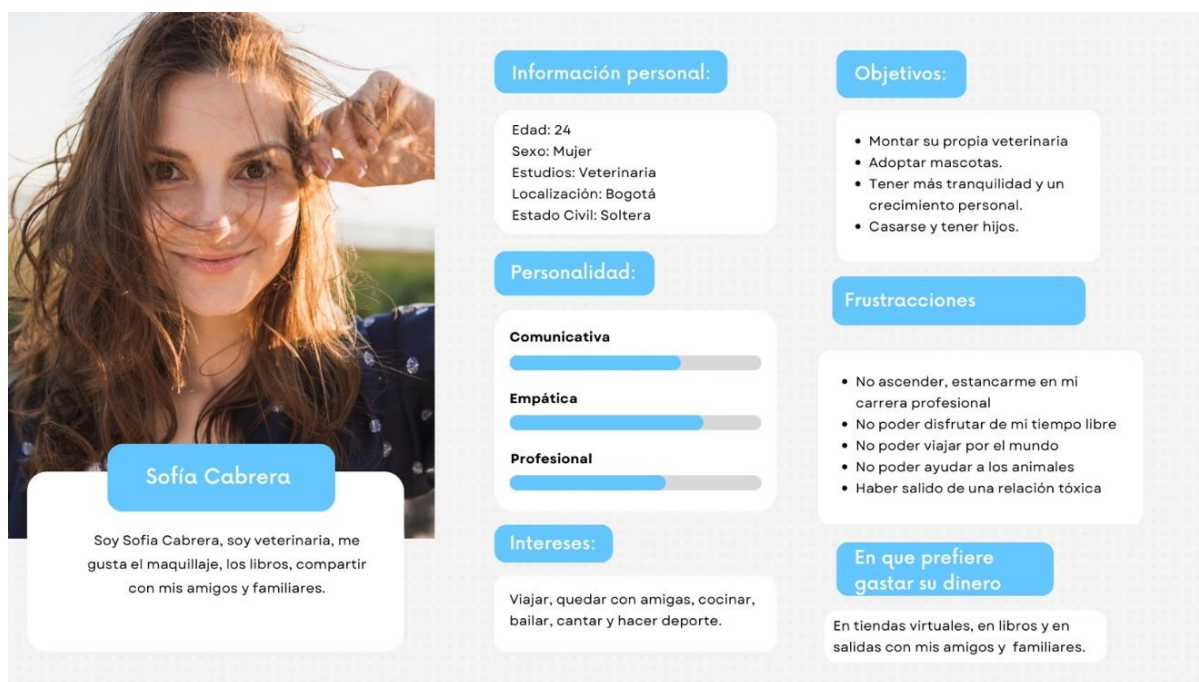 Sofía Cabrera
Soy Sofia Cabrera, soy veterinaria, me
gusta el maquillaje, los libros, compartir
con mis amigos y familiares.
Información personal:
Edad: 24
Sexo: Mujer
Estudios: Veterinaria
Localización: Bogotá
Estado Civil: Soltera
Personalidad:
Comunicativa
Empática
Profesional
Intereses:
Viajar, quedar con amigas, cocinar,
bailar, cantar y hacer deporte.
Objetivos:
• Montar su propia veterinaria
• Adoptar mascotas.
• Tener más tranquilidad y un
crecimiento personal.
• Casarse y tener hijos.
Frustracciones
• No ascender, estancarme en mi
carrera profesional
• No poder disfrutar de mi tiempo libre
• No poder viajar por el mundo
• No poder ayudar a los animales
• Haber salido de una relación tóxica
En que prefiere
gastar su dinero
En tiendas virtuales, en libros y en
salidas con mis amigos y familiares.